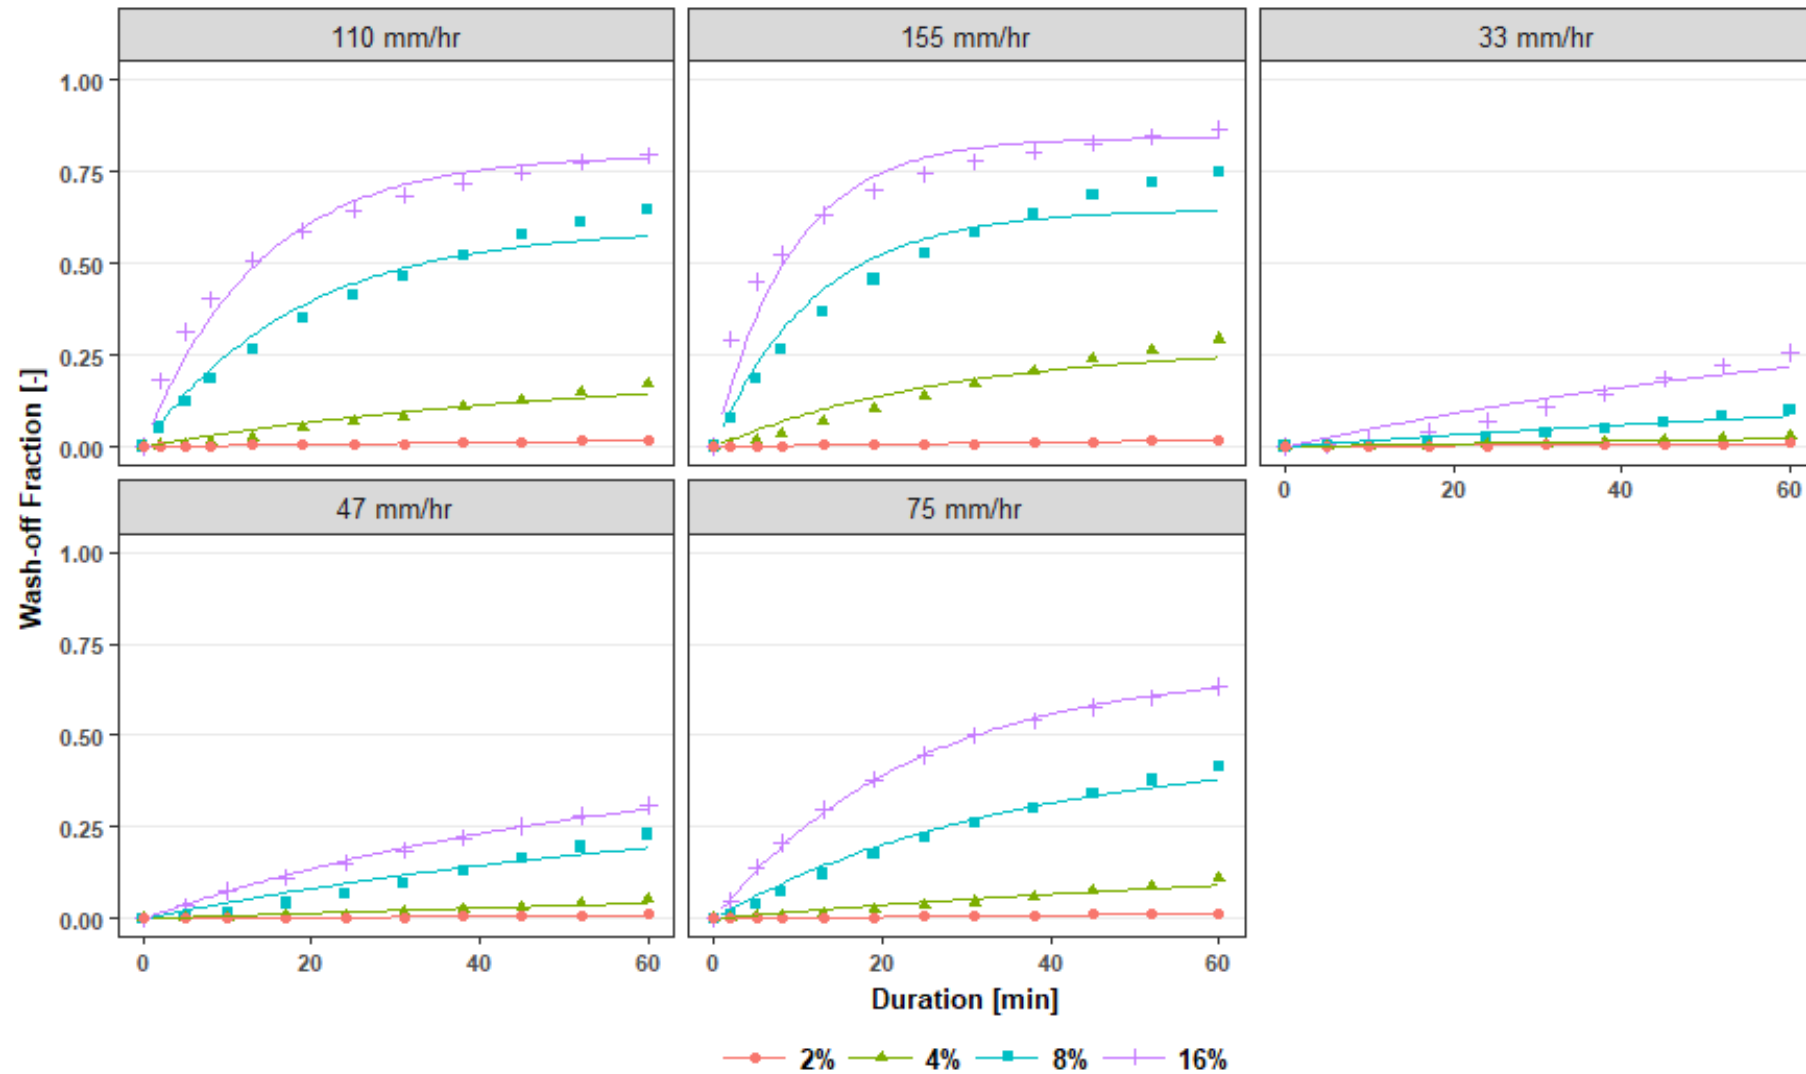 110 mm/hr
155 mm/hr
33 mm/hr
1.00
0.75
0.50
0.25
0.00
0 20 40 60
47 mm/hr
75 mm/hr
1.00
0.75
0.50
0.25
0.00
0 20 40 60
0 20 40 60
Wash-off Fraction [-]
Duration [min]
2% 4% 8% 16%